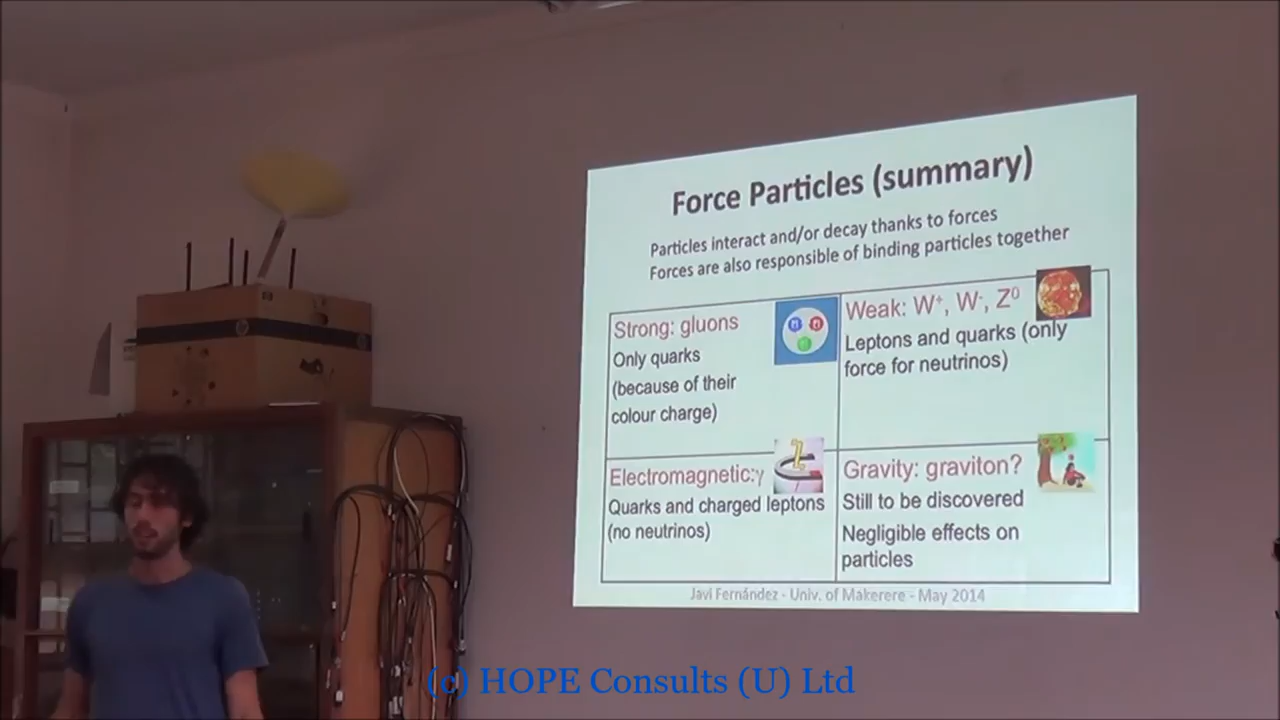 Force Particles (summary)
Particles interact and/or decay thanks to forces
Forces are also responsible of binding particles together
Strong: gluons
Only quarks
(because of their
colour charge)
Weak: W⁺, W⁻, Z⁰
Leptons and quarks (only
force for neutrinos)
Electromagnetic:γ
Quarks and charged leptons
(no neutrinos)
Gravity: graviton?
Still to be discovered
Negligible effects on
particles
Javi Fernández - Univ. of Makerere - May 2014
(c) HOPE Consults (U) Ltd